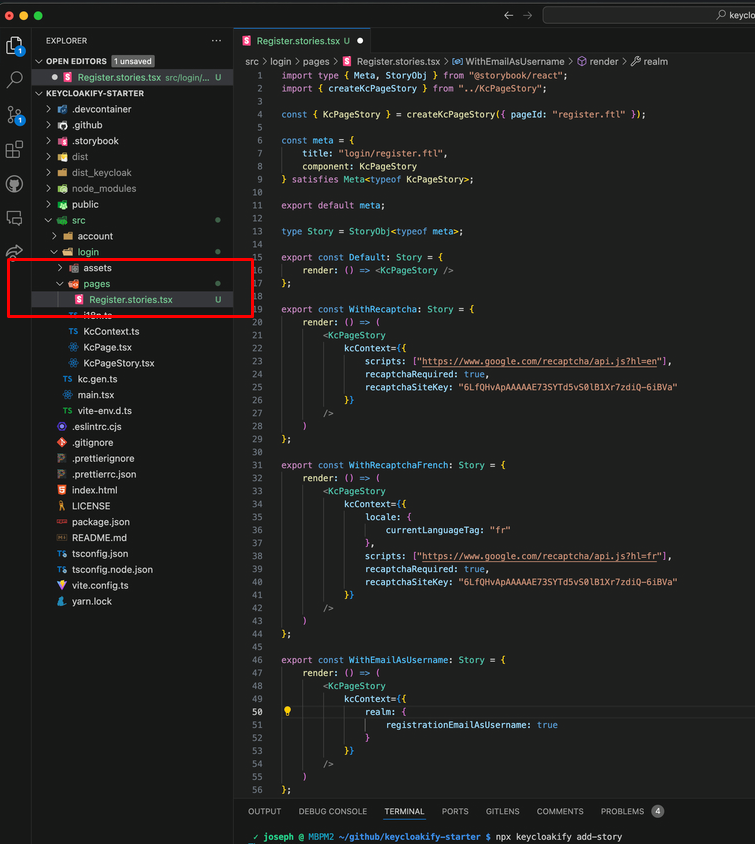 keyclo
EXPLORER
OPEN EDITORS 1 unsaved
Register.stories.tsx src/login/... U
KEYCLOAKIFY-STARTER
.devcontainer
.github
.storybook
dist
dist_keycloak
node_modules
public
src
account
login
assets
pages
Register.stories.tsx U
i18n.ts
KcContext.ts
KcPage.tsx
KcPageStory.tsx
kc.gen.ts
main.tsx
vite-env.d.ts
.eslintrc.cjs
.gitignore
.prettierignore
.prettierrc.json
index.html
LICENSE
package.json
README.md
tsconfig.json
tsconfig.node.json
vite.config.ts
yarn.lock
Register.stories.tsx U
src > login > pages > Register.stories.tsx > WithEmailAsUsername > render > realm
1 import type { Meta, StoryObj } from "@storybook/react";
2 import { createKcPageStory } from "../KcPageStory";
3
4 const { KcPageStory } = createKcPageStory({ pageId: "register.ftl" });
5
6 const meta = {
7 title: "login/register.ftl",
8 component: KcPageStory
9 } satisfies Meta<typeof KcPageStory>;
10
11 export default meta;
12
13 type Story = StoryObj<typeof meta>;
14
15 export const Default: Story = {
16 render: () => <KcPageStory />
17 };
18
19 export const WithRecaptcha: Story = {
20 render: () => (
21 <KcPageStory
22 kcContext={{
23 scripts: ["https://www.google.com/recaptcha/api.js?hl=en"],
24 recaptchaRequired: true,
25 recaptchaSiteKey: "6LfQHvApAAAAAE73SYTd5vS0lB1Xr7zdiQ-6iBVa"
26 }}
27 />
28 )
29 };
30
31 export const WithRecaptchaFrench: Story = {
32 render: () => (
33 <KcPageStory
34 kcContext={{
35 locale: {
36 currentLanguageTag: "fr"
37 },
38 scripts: ["https://www.google.com/recaptcha/api.js?hl=fr"],
39 recaptchaRequired: true,
40 recaptchaSiteKey: "6LfQHvApAAAAAE73SYTd5vS0lB1Xr7zdiQ-6iBVa"
41 }}
42 />
43 )
44 };
45
46 export const WithEmailAsUsername: Story = {
47 render: () => (
48 <KcPageStory
49 kcContext={{
50 realm: {
51 registrationEmailAsUsername: true
52 }
53 }}
54 />
55 )
56 };
OUTPUT DEBUG CONSOLE TERMINAL PORTS GITLENS COMMENTS PROBLEMS 4
✓ joseph @ MBPM2 ~/github/keycloakify-starter $ npx keycloakify add-story